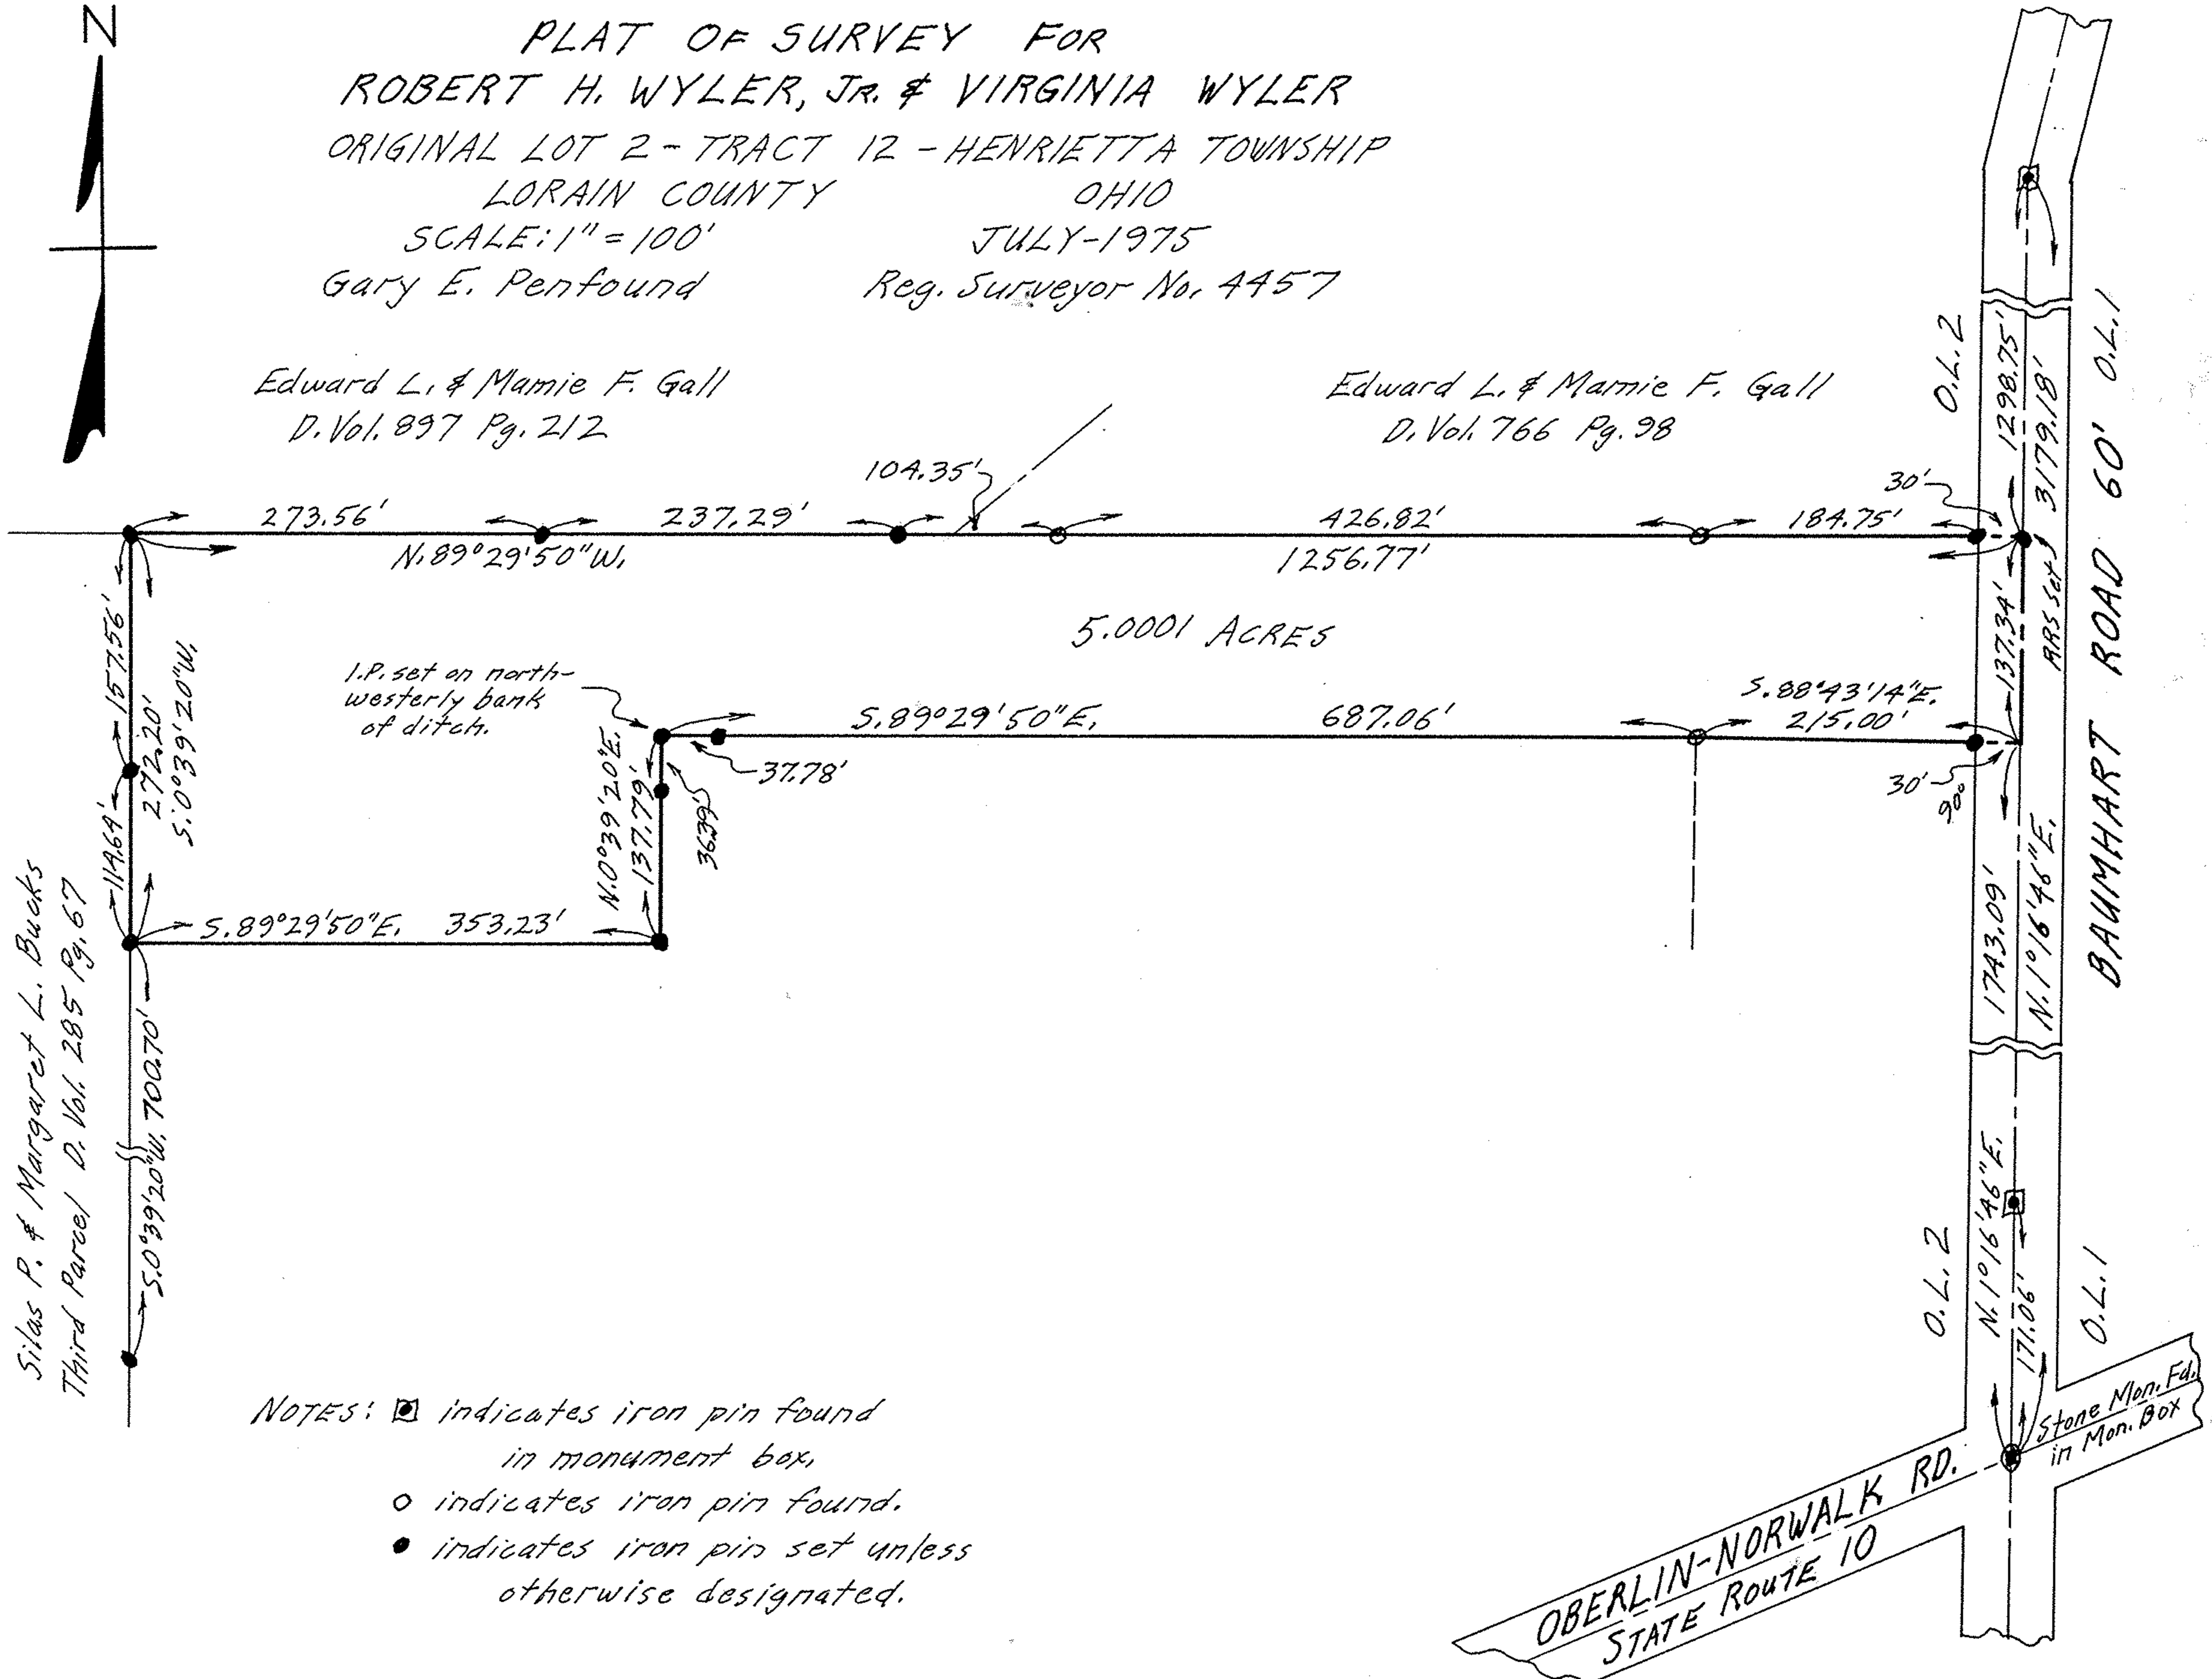 N
PLAT OF SURVEY FOR
ROBERT H. WYLER, JR. & VIRGINIA WYLER
ORIGINAL LOT 2 - TRACT 12 - HENRIETTA TOWNSHIP
LORAIN COUNTY OHIO
SCALE: 1" = 100' JULY-1975
Gary E. Penfound Reg. Surveyor No. 4457
Edward L. & Mamie F. Gall
D. Vol. 897 Pg. 212
Edward L. & Mamie F. Gall
D. Vol. 766 Pg. 98
O.L. 2
1298.75'
3179.18'
O.L. 1
104.35'
30'
273.56'
237.29'
426.82'
184.75'
N. 89°29'50" W.
1256.77'
137.34'
RRS set
BAUMHART ROAD 60'
5.0001 ACRES
157.56'
272.20'
S. 0°39'20" W.
114.64'
I.P. set on north-
westerly bank
of ditch.
S. 89°29'50" E.
687.06'
S. 88°43'14" E.
215.00'
37.78'
N. 0°39'20" E.
137.79'
36.39'
30'
90°
S. 89°29'50" E. 353.23'
1743.09'
N. 1°16'46" E.
Silas P. & Margaret L. Bucks
Third Parcel D. Vol. 285 Pg. 67
S. 0°39'20" W. 700.70'
O.L. 2
N. 1°16'46" E.
171.06'
O.L. 1
Stone Mon. Fd.
in Mon. Box
NOTES: indicates iron pin found
in monument box.
indicates iron pin found.
indicates iron pin set unless
otherwise designated.
OBERLIN-NORWALK RD.
STATE ROUTE 10